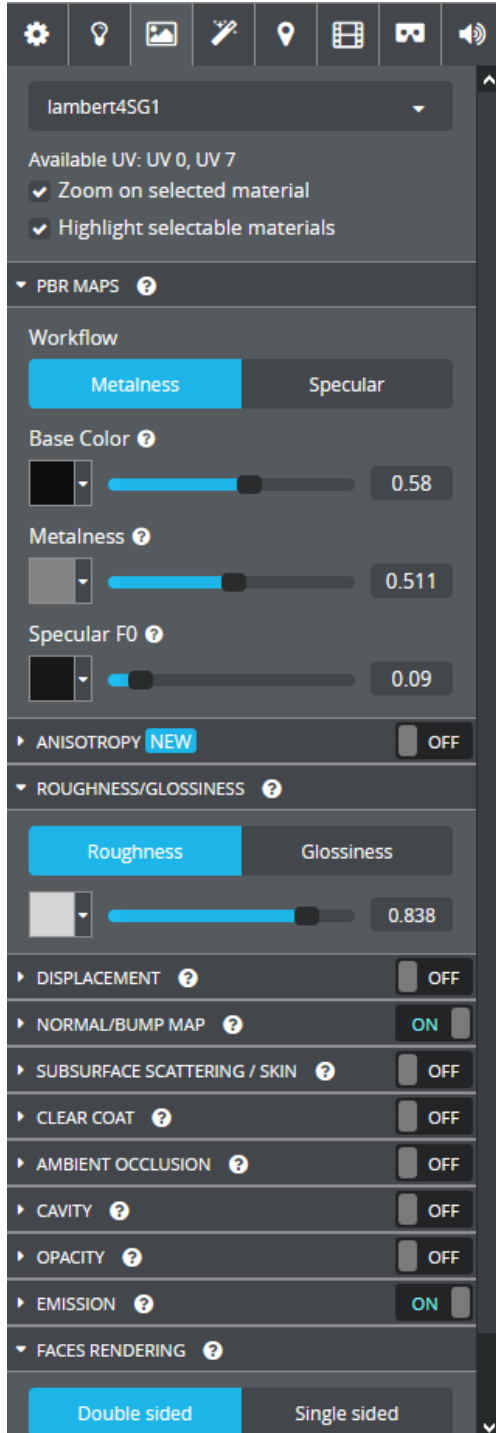 lambert4SG1
Available UV: UV 0, UV 7
Zoom on selected material
Highlight selectable materials
PBR MAPS
Workflow
Metalness Specular
Base Color
0.58
Metalness
0.511
Specular F0
0.09
ANISOTROPY NEW OFF
ROUGHNESS/GLOSSINESS
Roughness Glossiness
0.838
DISPLACEMENT OFF
NORMAL/BUMP MAP ON
SUBSURFACE SCATTERING / SKIN OFF
CLEAR COAT OFF
AMBIENT OCCLUSION OFF
CAVITY OFF
OPACITY OFF
EMISSION ON
FACES RENDERING
Double sided Single sided